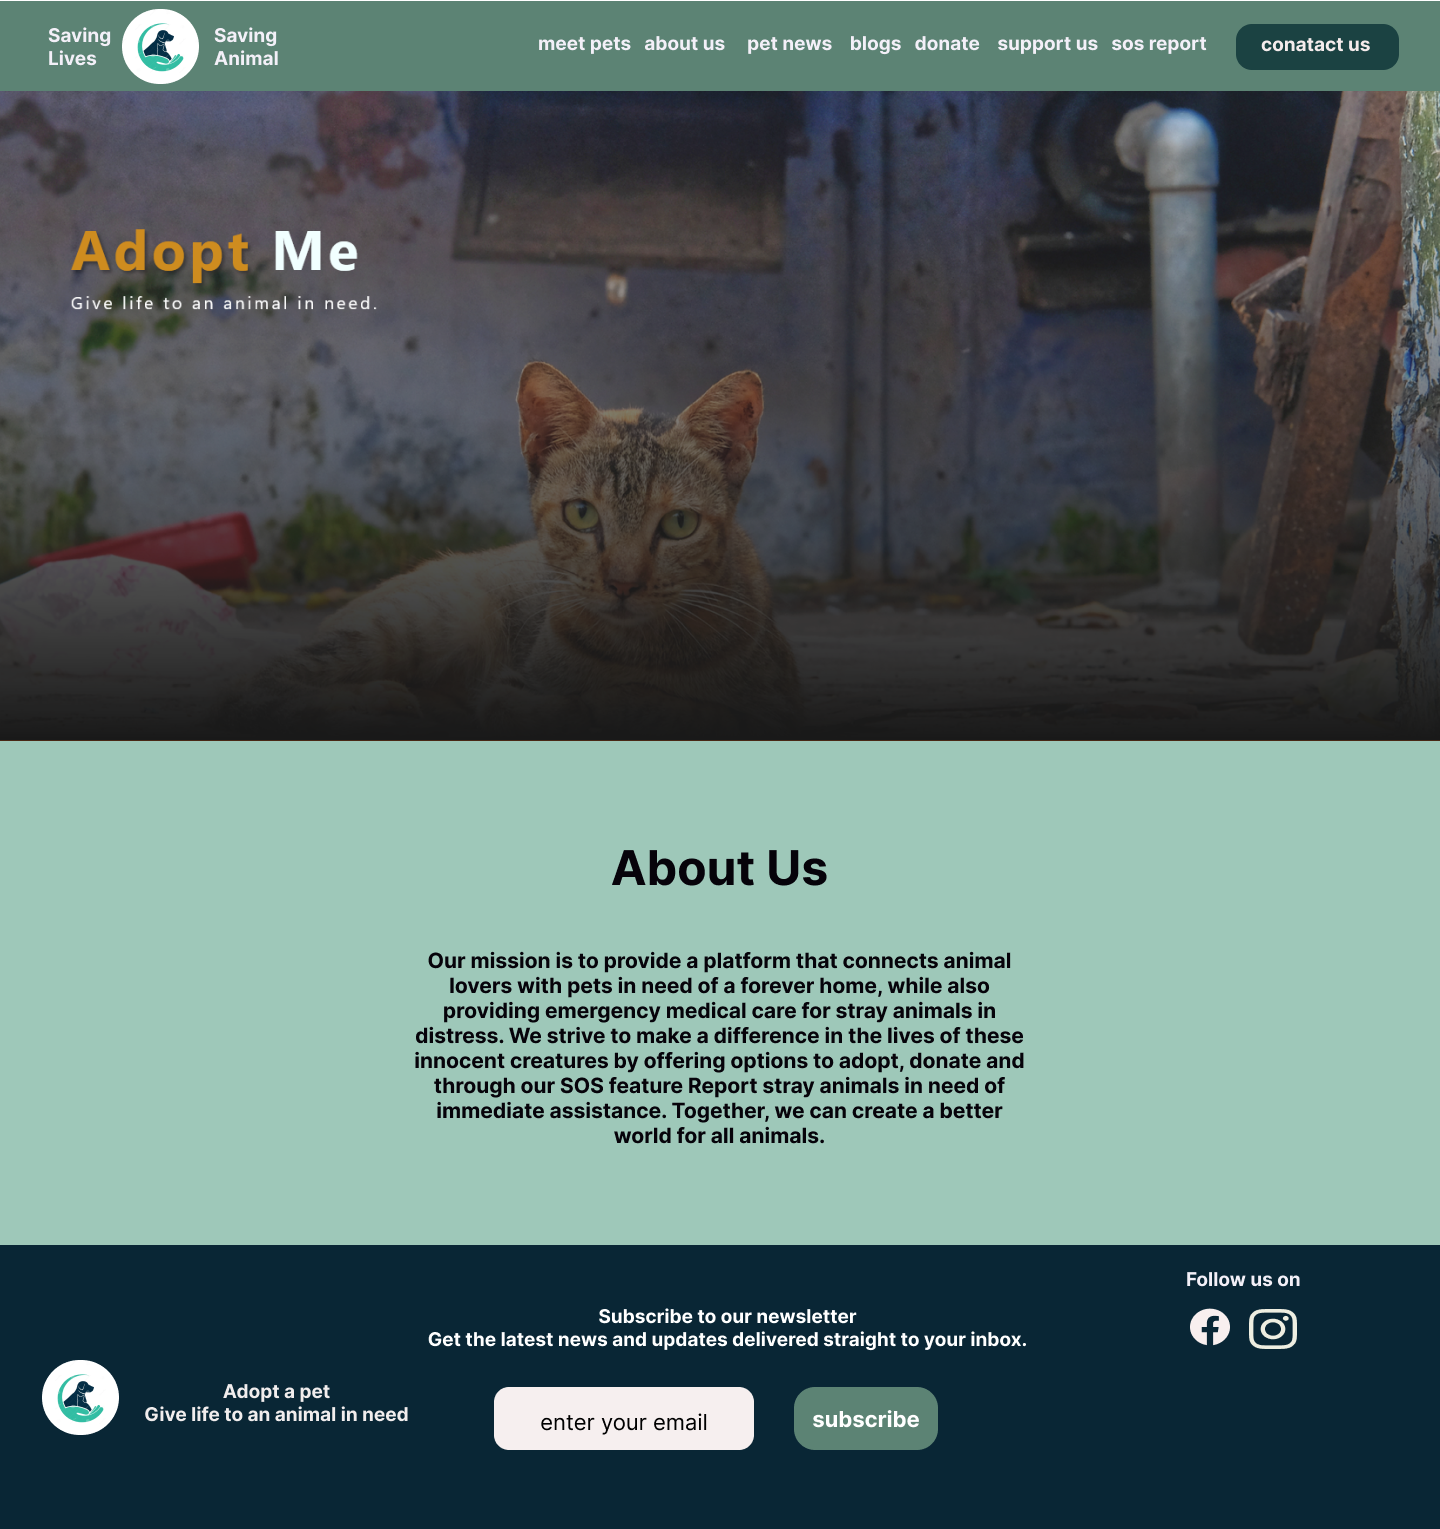 Saving
Lives
Saving
Animal
meet pets about us pet news blogs donate support us sos report conatact us
Adopt Me
Give life to an animal in need.
About Us
Our mission is to provide a platform that connects animal
lovers with pets in need of a forever home, while also
providing emergency medical care for stray animals in
distress. We strive to make a difference in the lives of these
innocent creatures by offering options to adopt, donate and
through our SOS feature Report stray animals in need of
immediate assistance. Together, we can create a better
world for all animals.
Follow us on
Subscribe to our newsletter
Get the latest news and updates delivered straight to your inbox.
Adopt a pet
Give life to an animal in need
enter your email
subscribe